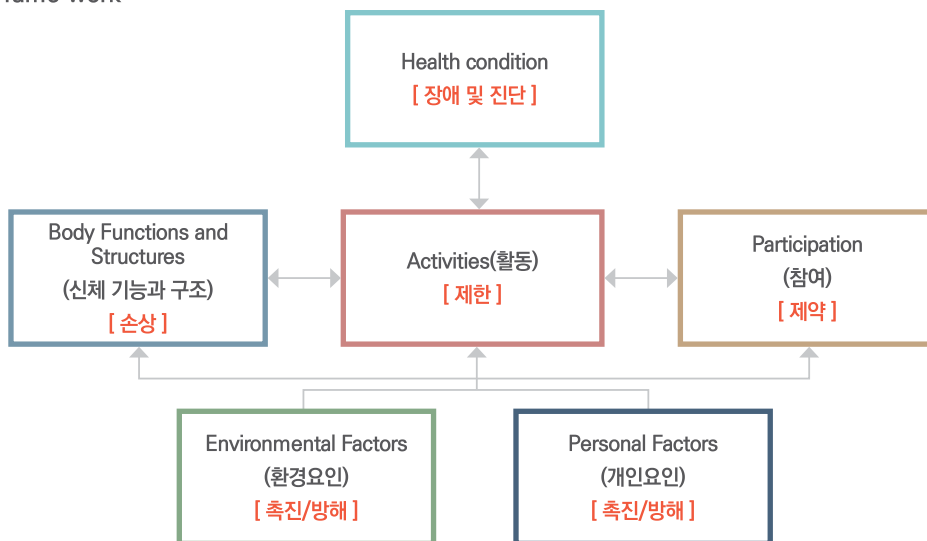 Health condition
[ 장애 및 진단 ]
Body Functions and
Structures
(신체 기능과 구조)
[ 손상 ]
Activities(활동)
[ 제한 ]
Participation
(참여)
[ 제약 ]
Environmental Factors
(환경요인)
[ 촉진/방해 ]
Personal Factors
(개인요인)
[ 촉진/방해 ]